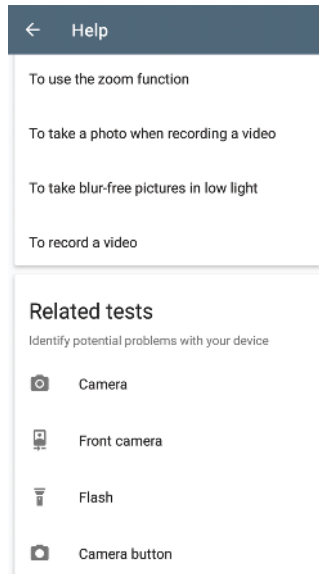 Help
To use the zoom function
To take a photo when recording a video
To take blur-free pictures in low light
To record a video
Related tests
Identify potential problems with your device
Camera
Front camera
Flash
Camera button